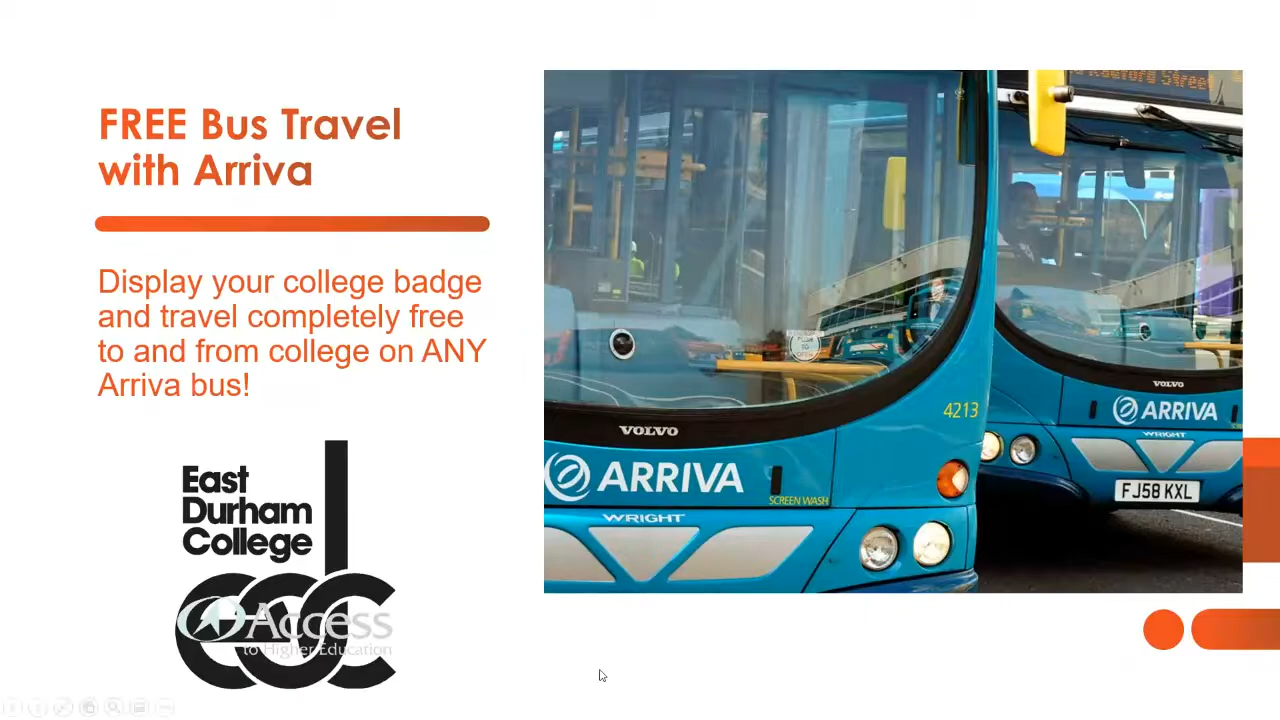 FREE Bus Travel
with Arriva
Display your college badge
and travel completely free
to and from college on ANY
Arriva bus!
East
Durham
College
edc
Access
to Higher Education
4213
VOLVO
ARRIVA
SCREEN WASH
WRIGHT
VOLVO
ARRIVA
WRIGHT
FJ58 KXL